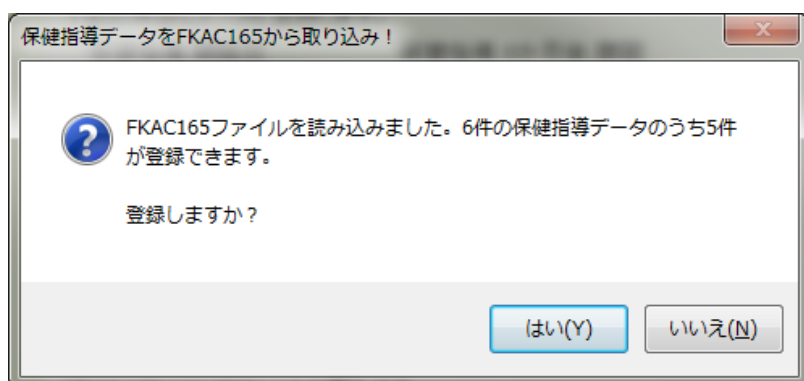 保健指導データをFKAC165から取り込み！
FKAC165ファイルを読み込みました。6件の保健指導データのうち5件
が登録できます。
登録しますか？
はい(Y)
いいえ(N)